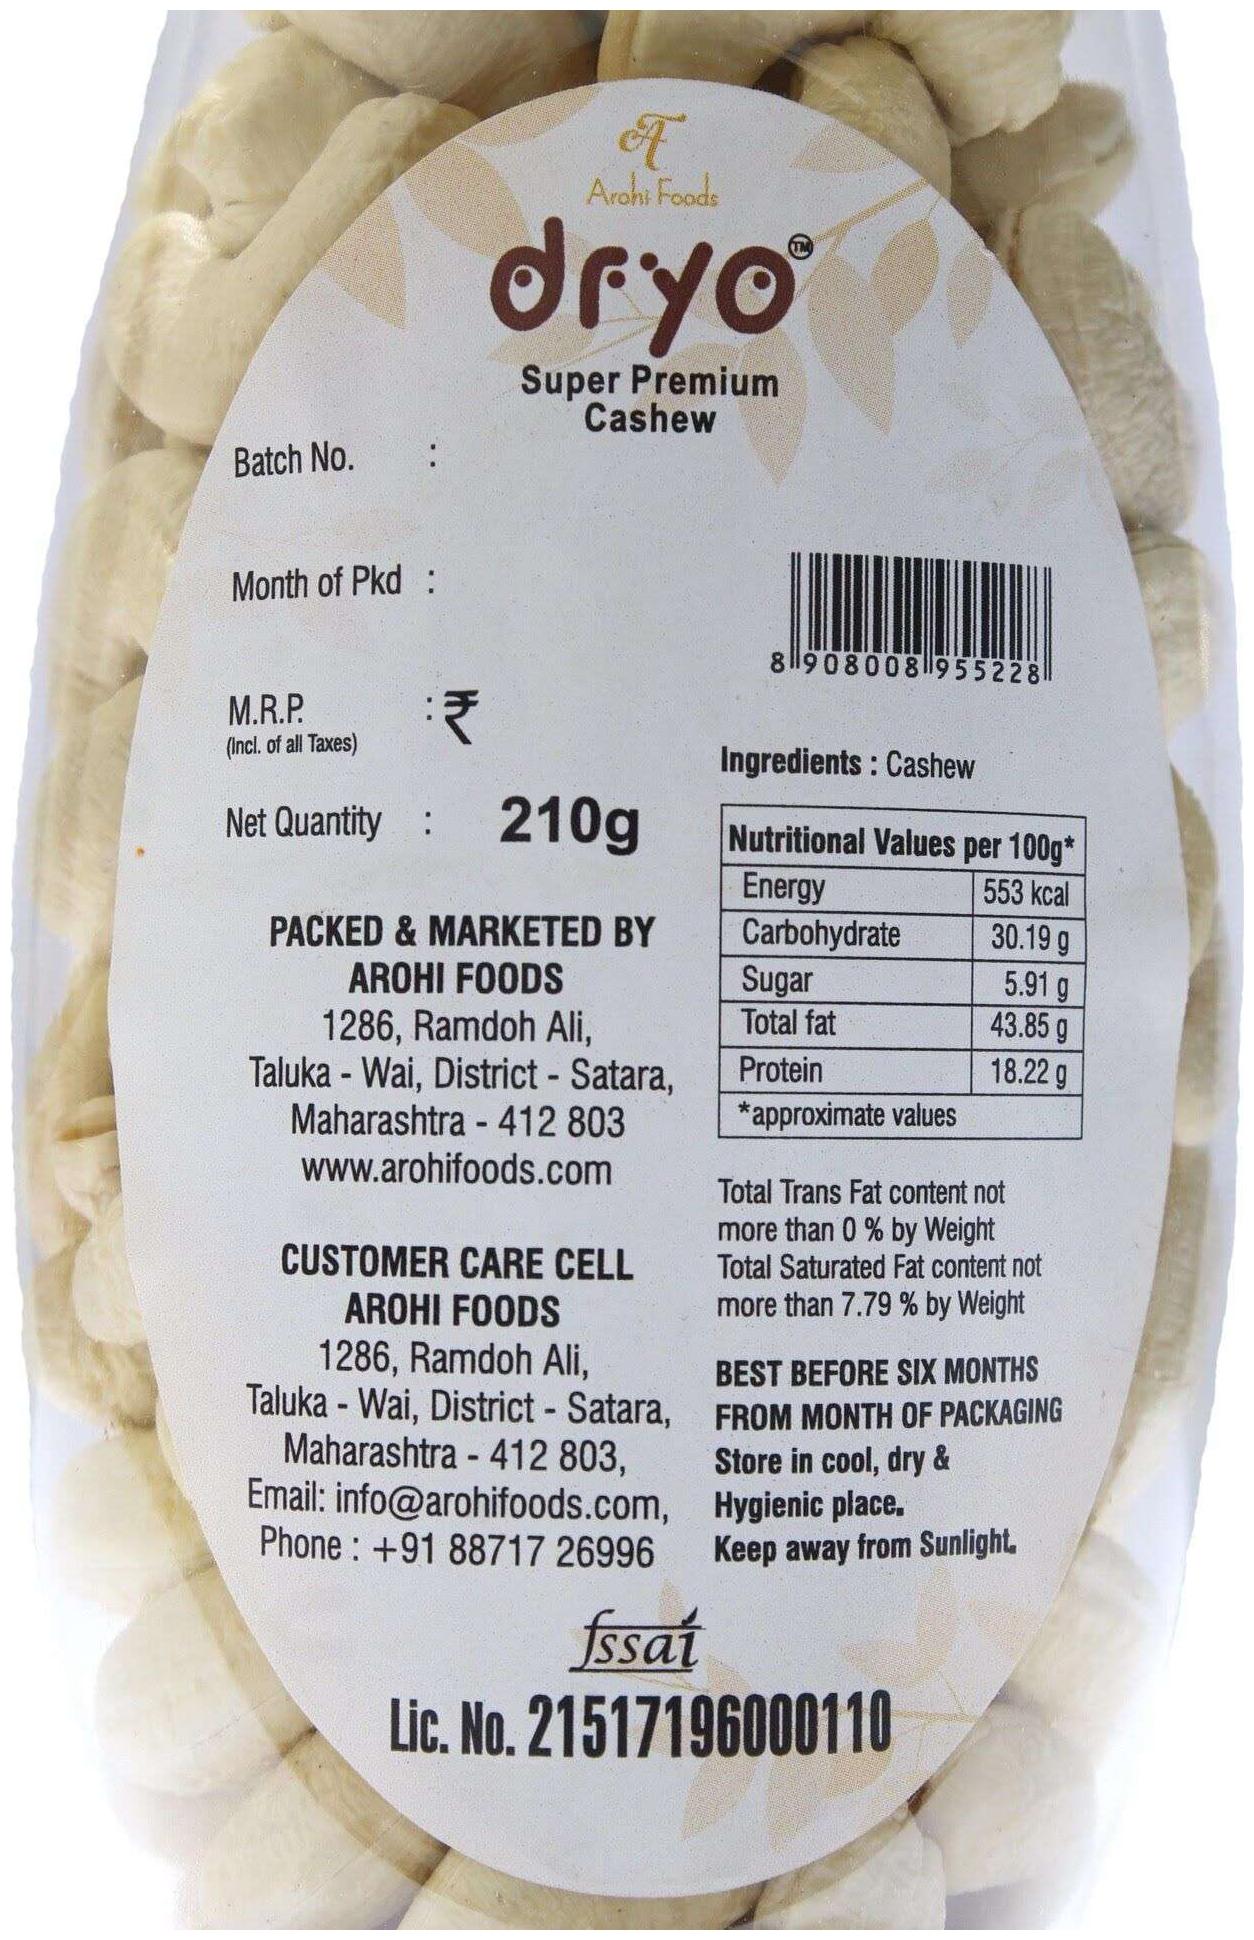 AF
Arohi Foods
dryo™
Super Premium
Cashew
Batch No. :
Month of Pkd :
M.R.P. : ₹
(Incl. of all Taxes)
Net Quantity : 210g
PACKED & MARKETED BY
AROHI FOODS
1286, Ramdoh Ali,
Taluka - Wai, District - Satara,
Maharashtra - 412 803
www.arohifoods.com
CUSTOMER CARE CELL
AROHI FOODS
1286, Ramdoh Ali,
Taluka - Wai, District - Satara,
Maharashtra - 412 803,
Email: info@arohifoods.com,
Phone : +91 88717 26996
8 908008 955228
Ingredients : Cashew
Nutritional Values per 100g*
Energy 553 kcal
Carbohydrate 30.19 g
Sugar 5.91 g
Total fat 43.85 g
Protein 18.22 g
*approximate values
Total Trans Fat content not
more than 0 % by Weight
Total Saturated Fat content not
more than 7.79 % by Weight
BEST BEFORE SIX MONTHS
FROM MONTH OF PACKAGING
Store in cool, dry &
Hygienic place.
Keep away from Sunlight.
fssai
Lic. No. 21517196000110